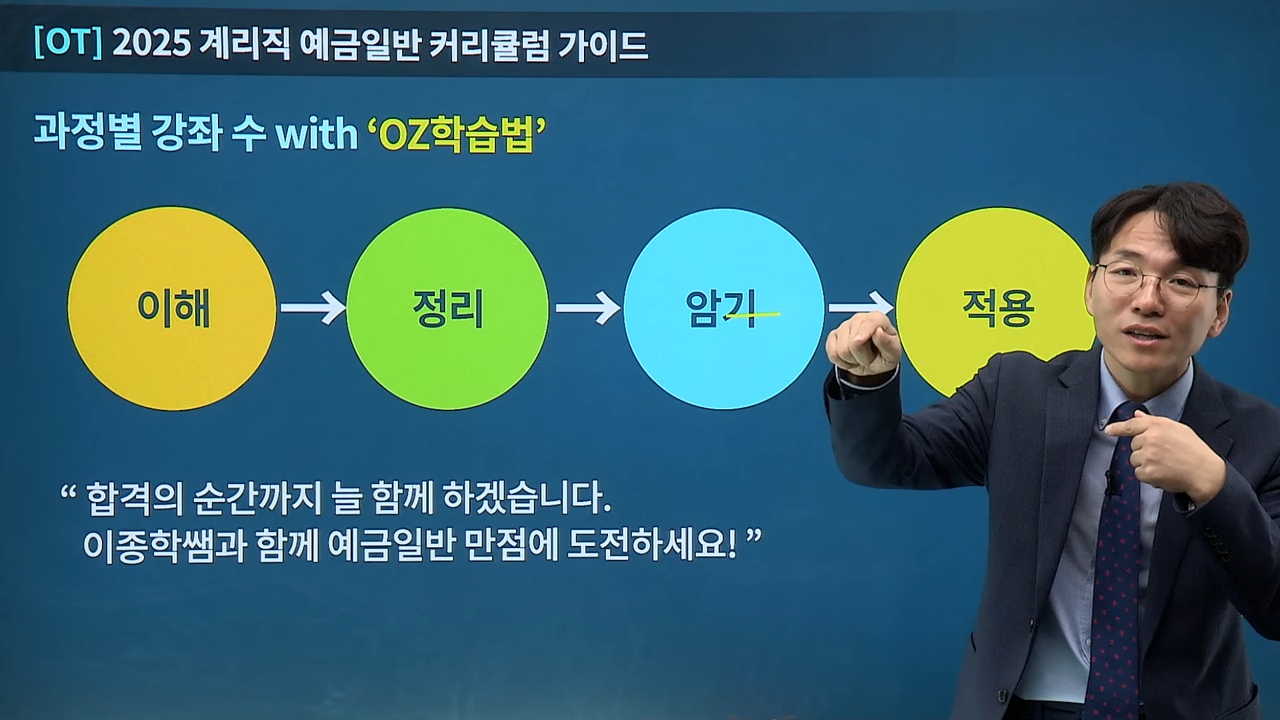 [OT] 2025 계리직 예금일반 커리큘럼 가이드
과정별 강좌 수 with ‘OZ학습법’
이해 → 정리 → 암기 → 적용
“ 합격의 순간까지 늘 함께 하겠습니다.
이종학쌤과 함께 예금일반 만점에 도전하세요! ”